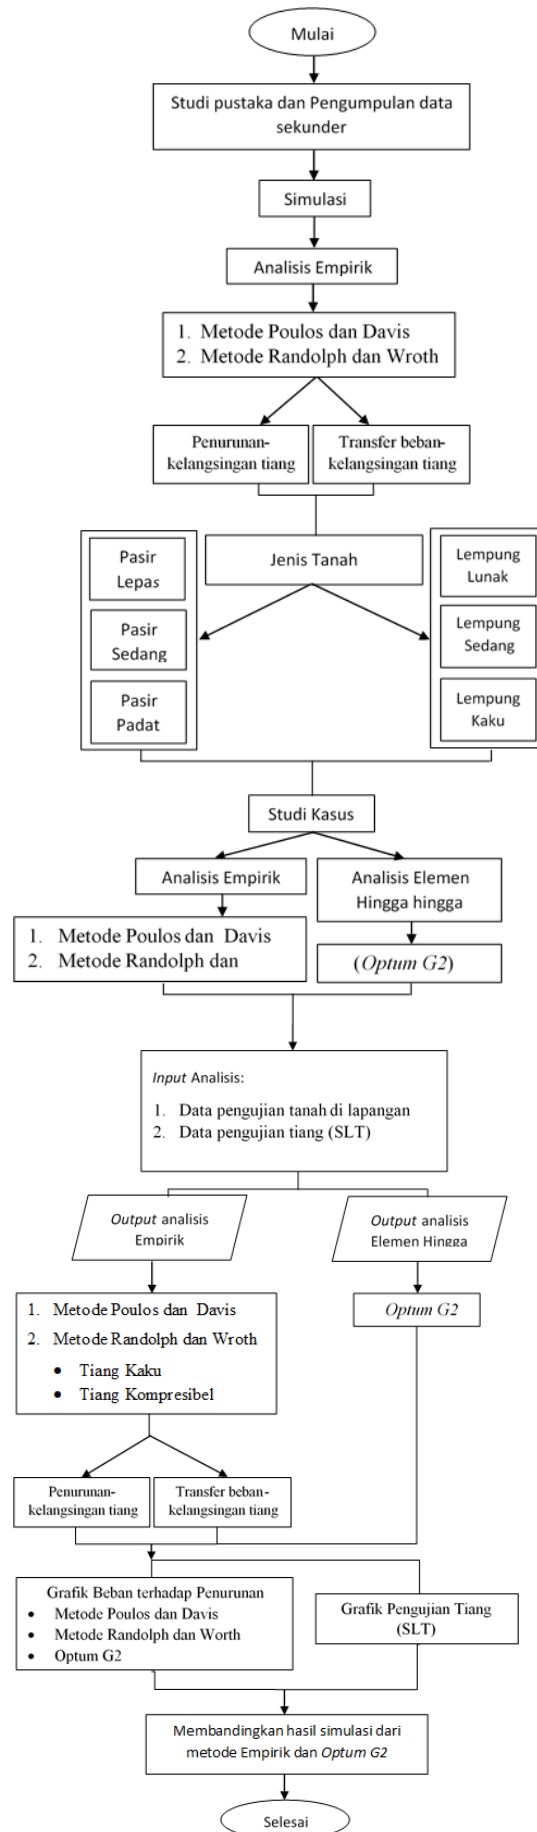 Mulai
Studi pustaka dan Pengumpulan data
sekunder
Simulasi
Analisis Empirik
1. Metode Poulos dan Davis
2. Metode Randolph dan Wroth
Penurunan-
kelangsingan tiang
Transfer beban-
kelangsingan tiang
Jenis Tanah
Pasir
Lepas
Pasir
Sedang
Pasir
Padat
Lempung
Lunak
Lempung
Sedang
Lempung
Kaku
Studi Kasus
Analisis Empirik
Analisis Elemen
Hingga hingga
1. Metode Poulos dan Davis
2. Metode Randolph dan
(Optum G2)
Input Analisis:
1. Data pengujian tanah di lapangan
2. Data pengujian tiang (SLT)
Output analisis
Empirik
Output analisis
Elemen Hingga
1. Metode Poulos dan Davis
2. Metode Randolph dan Wroth
• Tiang Kaku
• Tiang Kompresibel
Optum G2
Penurunan-
kelangsingan tiang
Transfer beban-
kelangsingan tiang
Grafik Beban terhadap Penurunan
• Metode Poulos dan Davis
• Metode Randolph dan Worth
• Optum G2
Grafik Pengujian Tiang
(SLT)
Membandingkan hasil simulasi dari
metode Empirik dan Optum G2
Selesai